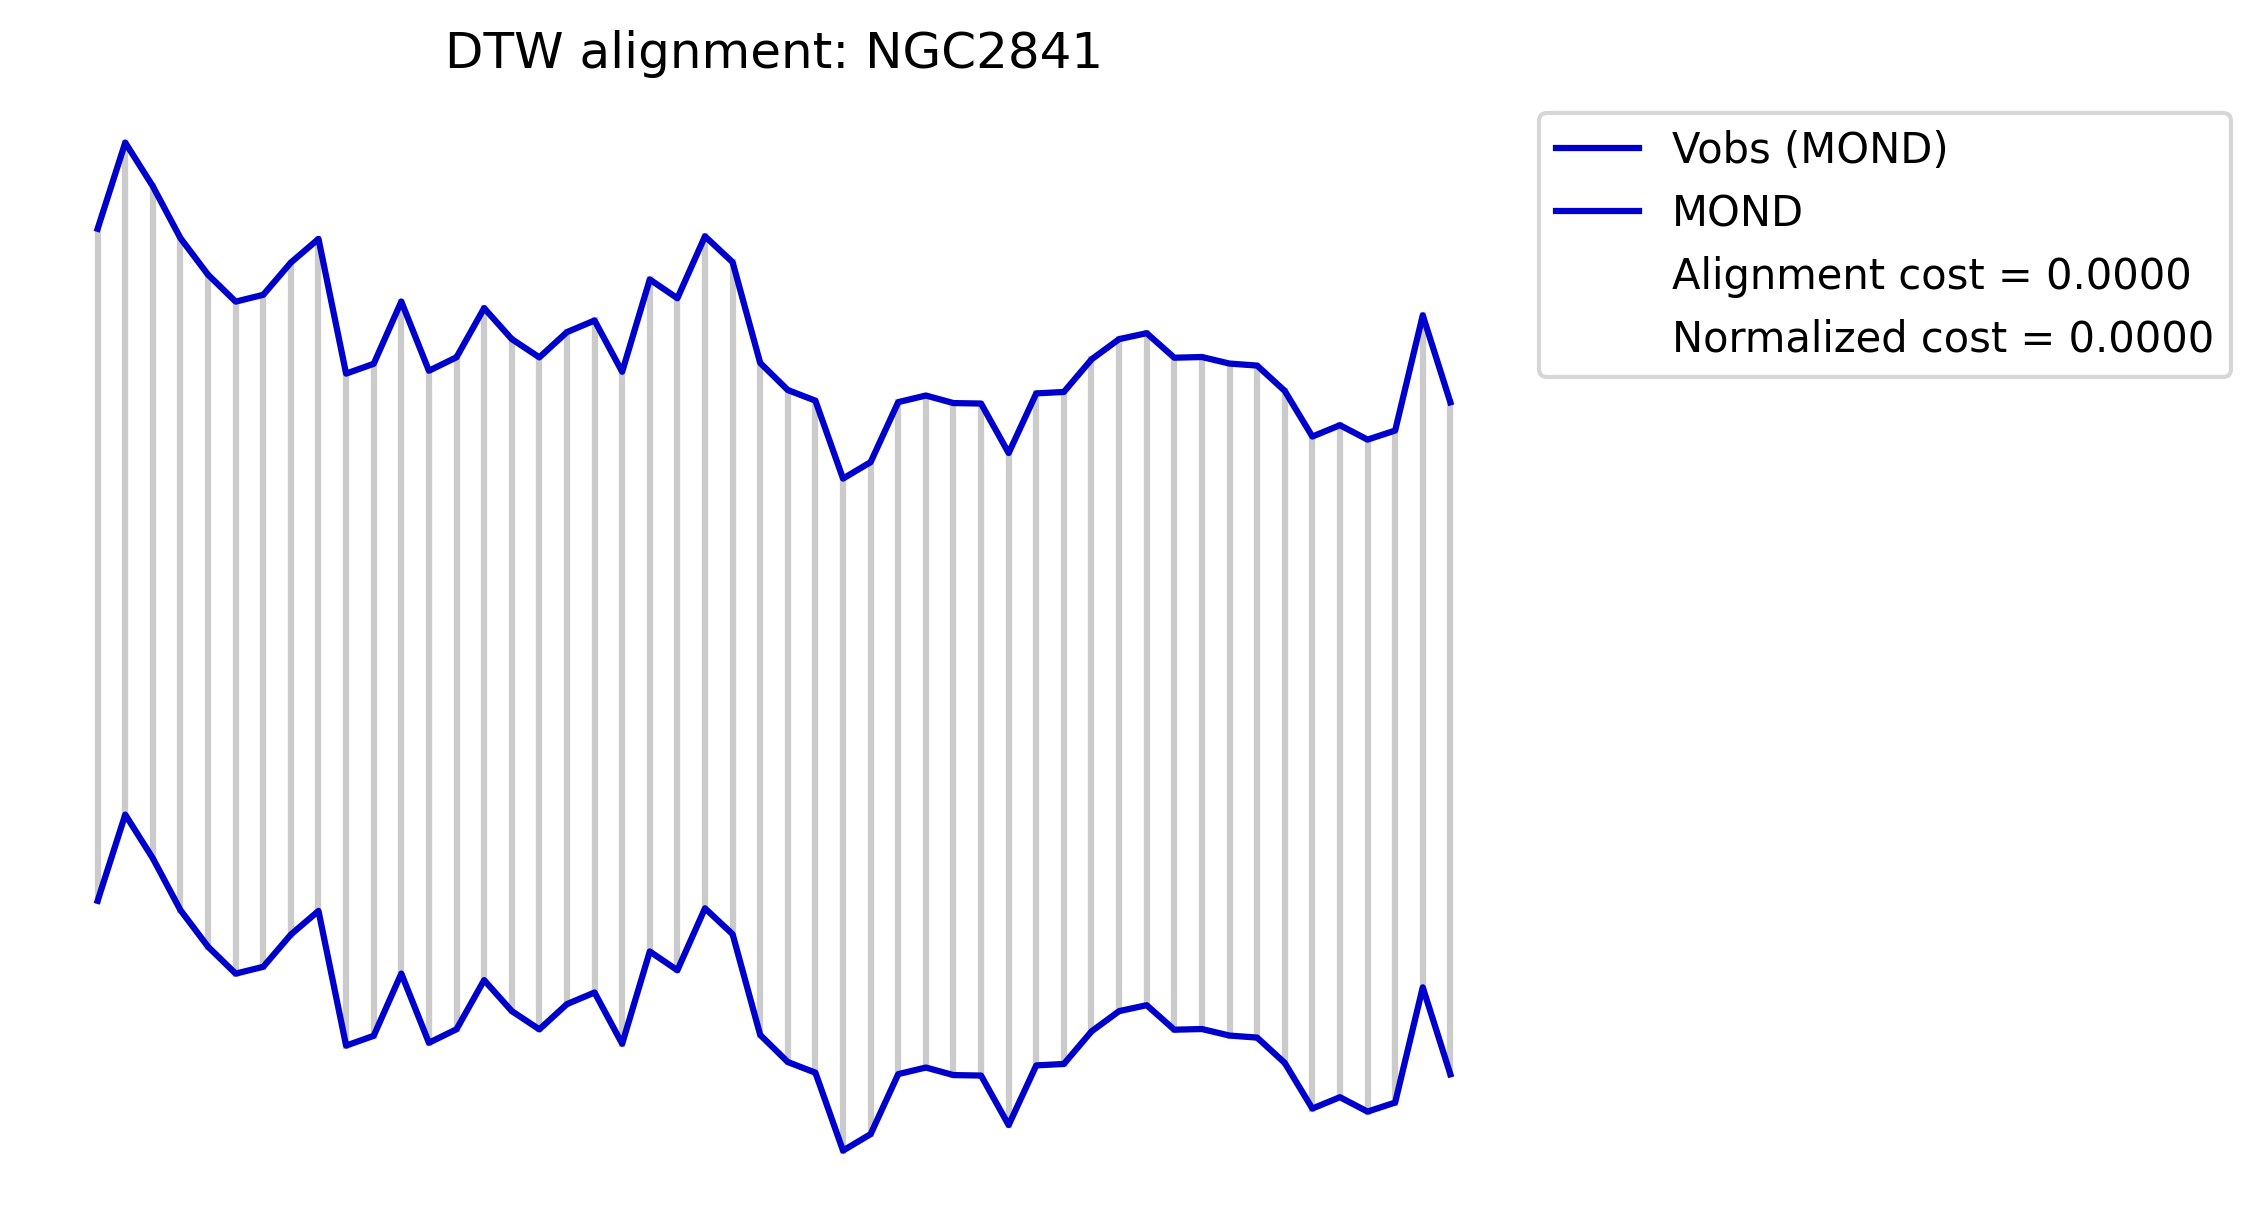 DTW alignment: NGC2841
Vobs (MOND)
MOND
Alignment cost = 0.0000
Normalized cost = 0.0000